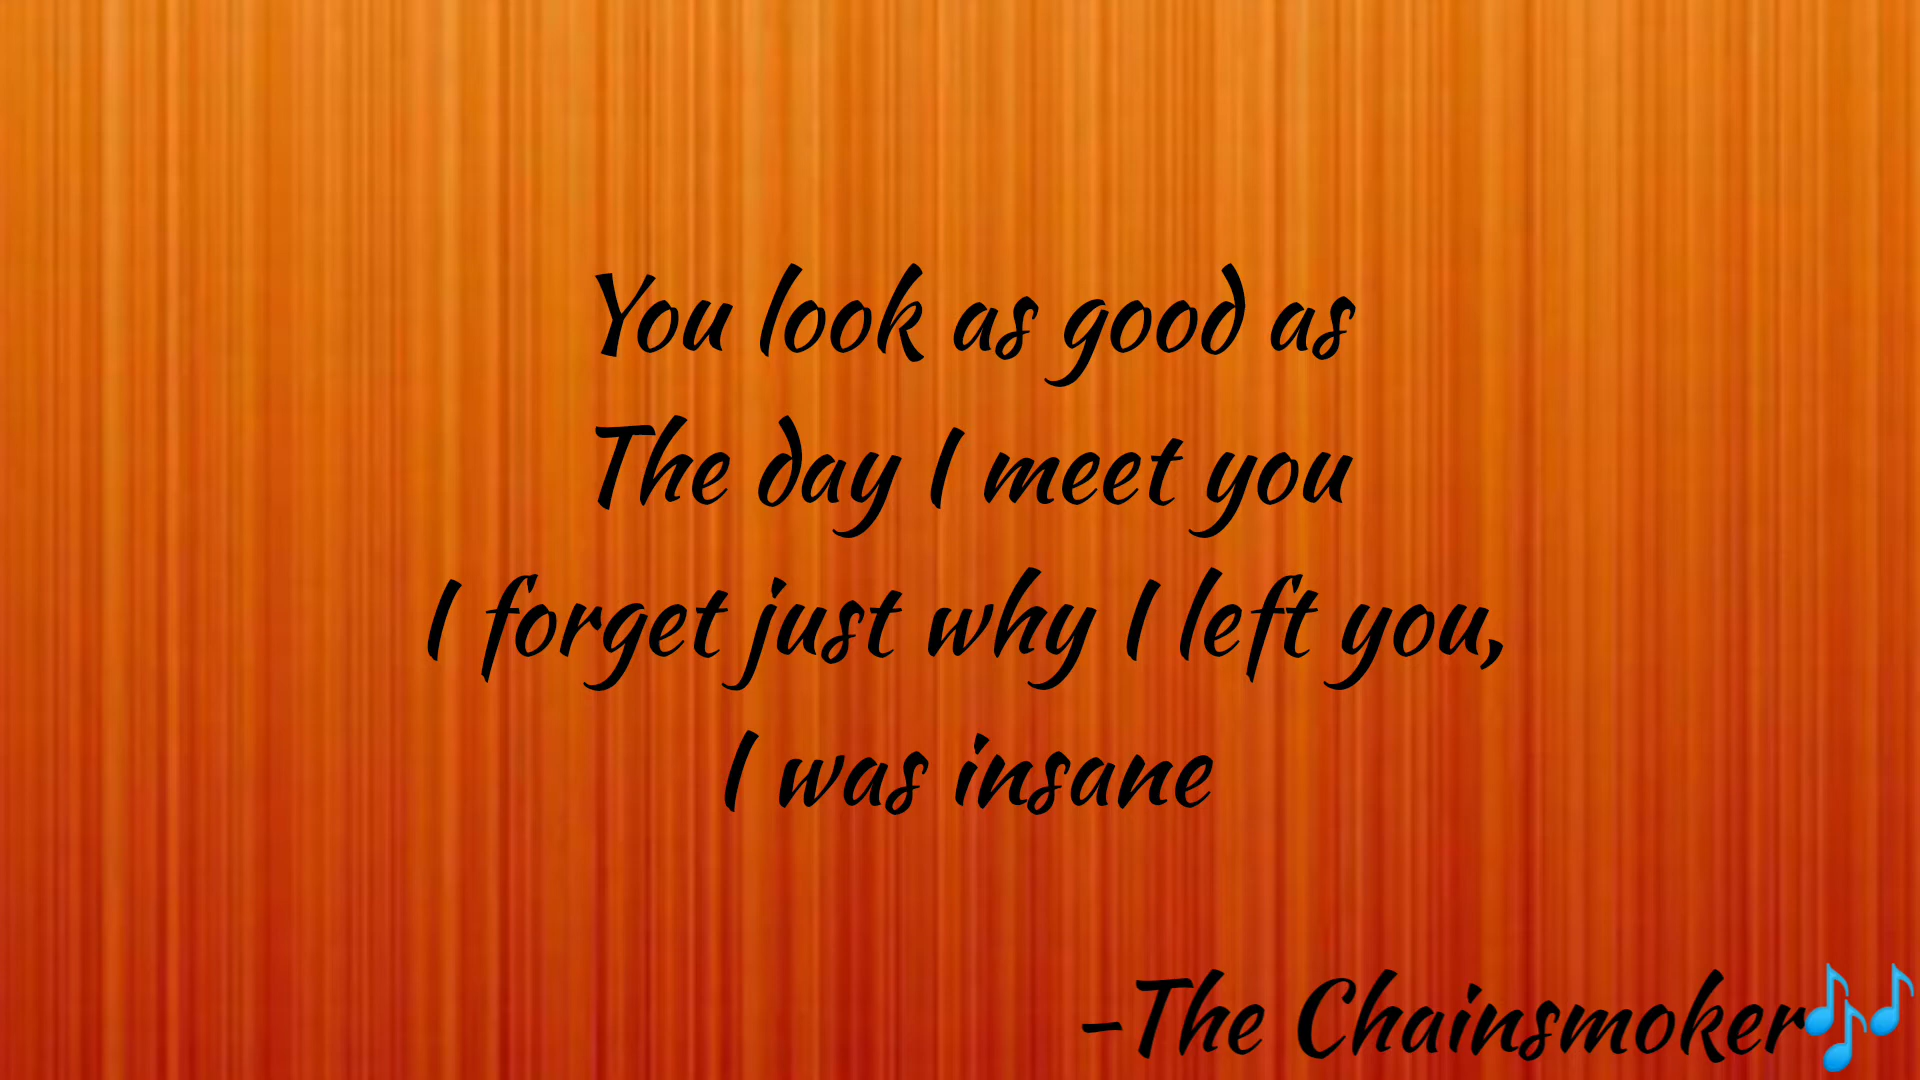 You look as good as
The day I meet you
I forget just why I left you,
I was insane
-The Chainsmoker🎶